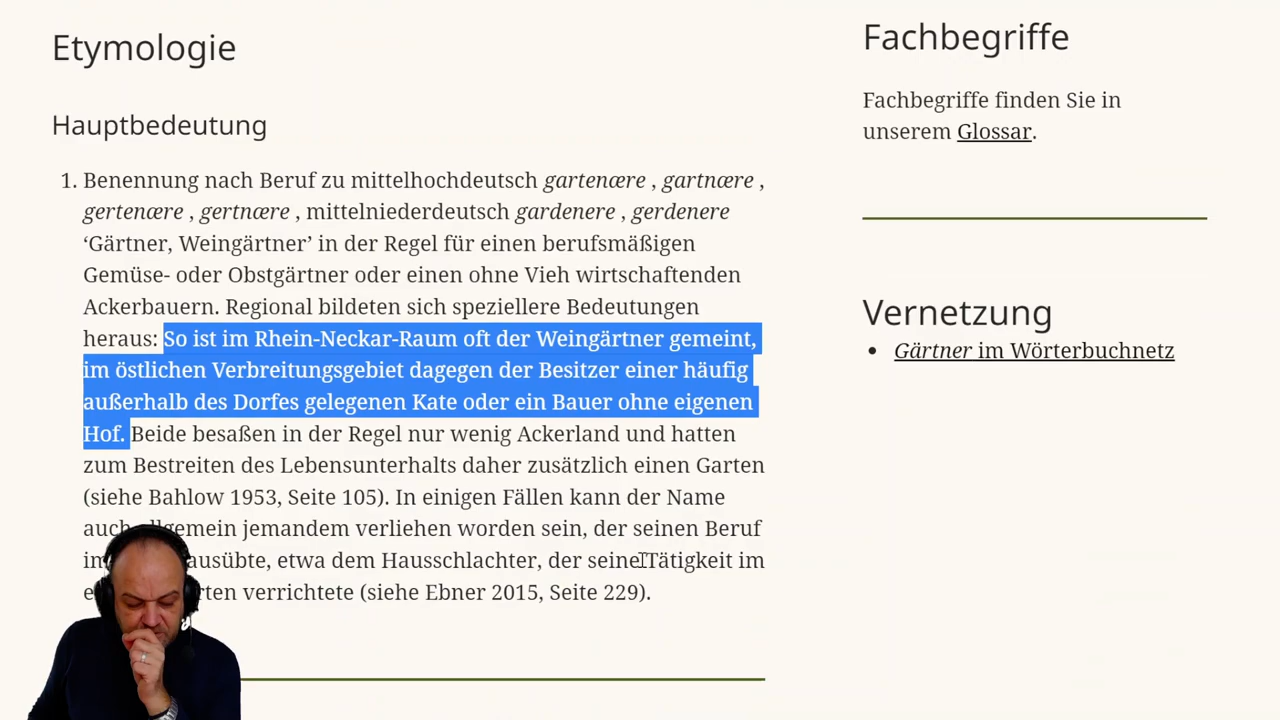 Etymologie
Hauptbedeutung
1. Benennung nach Beruf zu mittelhochdeutsch gartenære , gartnære ,
gertenære , gertnære , mittelniederdeutsch gardenere , gerdenere
‘Gärtner, Weingärtner’ in der Regel für einen berufsmäßigen
Gemüse- oder Obstgärtner oder einen ohne Vieh wirtschaftenden
Ackerbauern. Regional bildeten sich speziellere Bedeutungen
heraus: So ist im Rhein-Neckar-Raum oft der Weingärtner gemeint,
im östlichen Verbreitungsgebiet dagegen der Besitzer einer häufig
außerhalb des Dorfes gelegenen Kate oder ein Bauer ohne eigenen
Hof. Beide besaßen in der Regel nur wenig Ackerland und hatten
zum Bestreiten des Lebensunterhalts daher zusätzlich einen Garten
(siehe Bahlow 1953, Seite 105). In einigen Fällen kann der Name
auch allgemein jemandem verliehen worden sein, der seinen Beruf
ausübte, etwa dem Hausschlachter, der seine Tätigkeit im
verrichtete (siehe Ebner 2015, Seite 229).
Fachbegriffe
Fachbegriffe finden Sie in
unserem Glossar.
Vernetzung
• Gärtner im Wörterbuchnetz